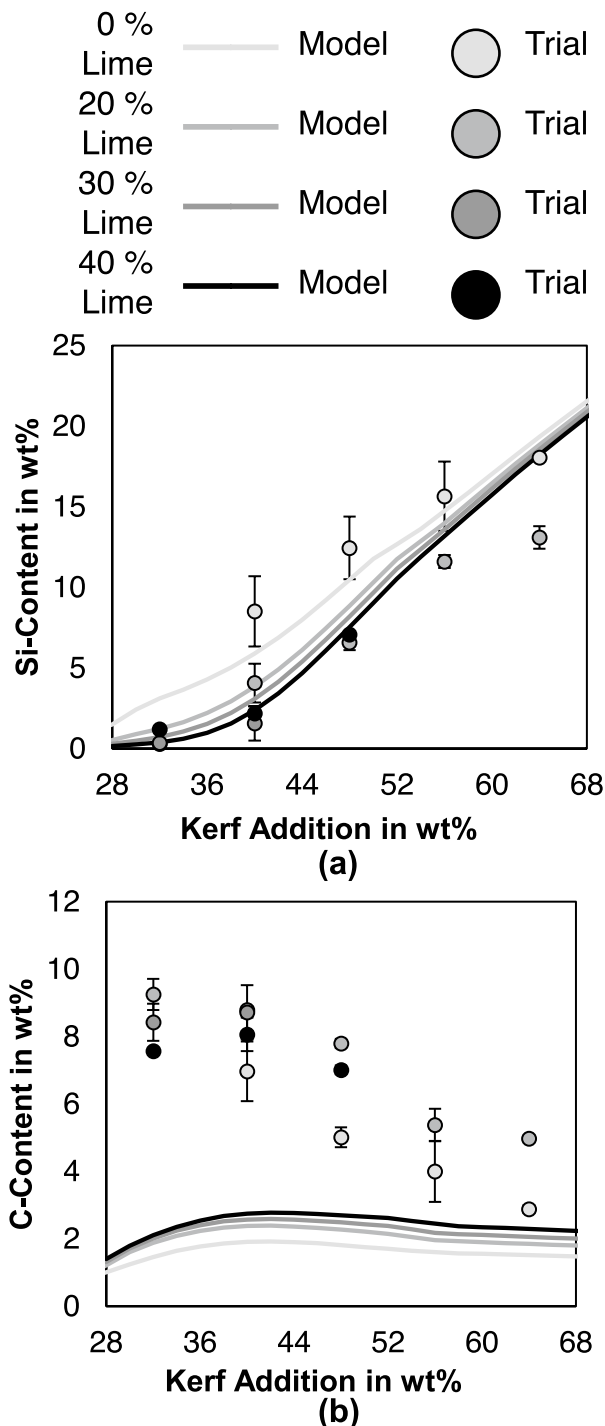 0 %
Lime
Model
Trial
20 %
Lime
Model
Trial
30 %
Lime
Model
Trial
40 %
Lime
Model
Trial
25
20
15
10
5
0
Si-Content in wt%
28 36 44 52 60 68
Kerf Addition in wt%
(a)
12
10
8
6
4
2
0
C-Content in wt%
28 36 44 52 60 68
Kerf Addition in wt%
(b)